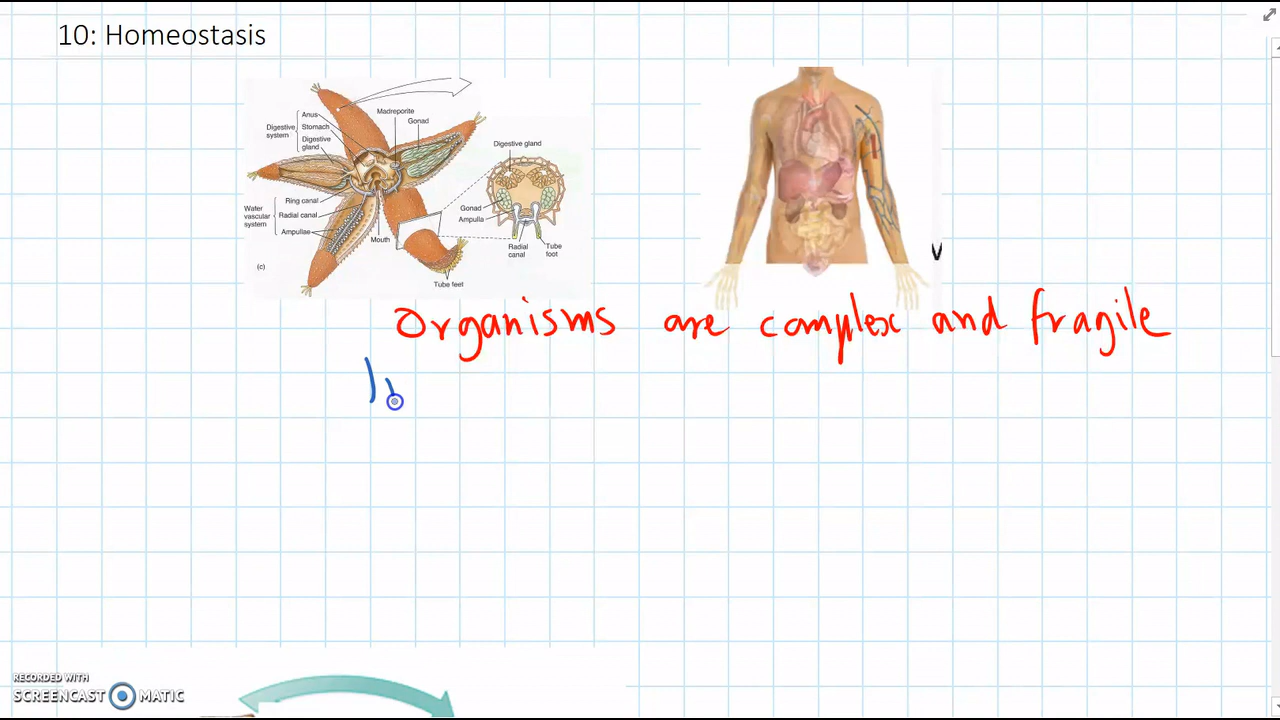 10: Homeostasis
Anus
Stomach
Digestive system
Digestive gland
Madreporite
Gonad
Digestive gland
Ring canal
Water vascular system
Radial canal
Ampullae
Mouth
Gonad
Ampulla
Radial canal
Tube foot
(c)
Tube feet
v
Organisms are complex and fragile
RECORDED WITH
SCREENCAST MATIC